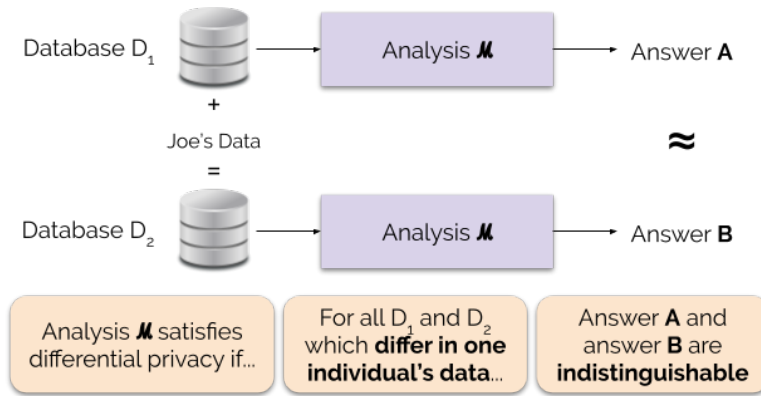 Database D₁
Analysis 𝓜
Answer A
+
Joe's Data
≈
=
Database D₂
Analysis 𝓜
Answer B
Analysis 𝓜 satisfies
differential privacy if...
For all D₁ and D₂
which differ in one
individual's data...
Answer A and
answer B are
indistinguishable